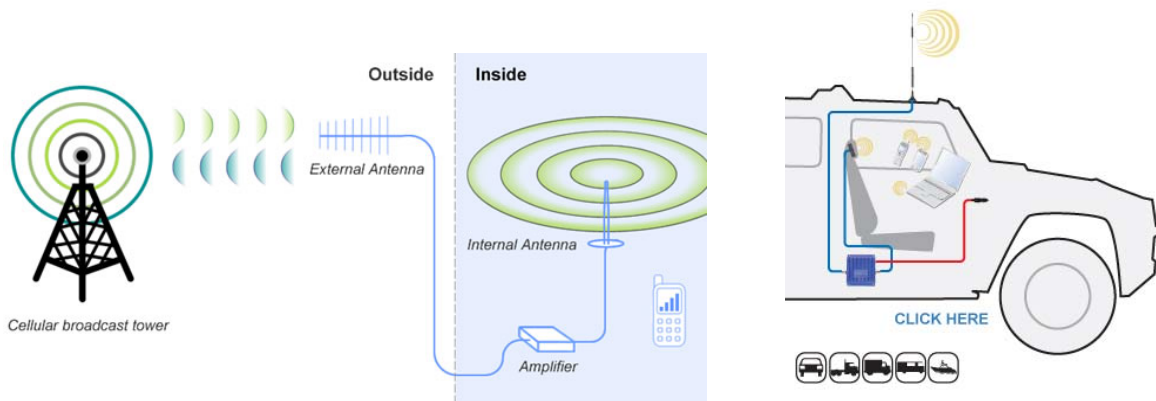 Outside
Inside
External Antenna
Internal Antenna
Cellular broadcast tower
Amplifier
CLICK HERE